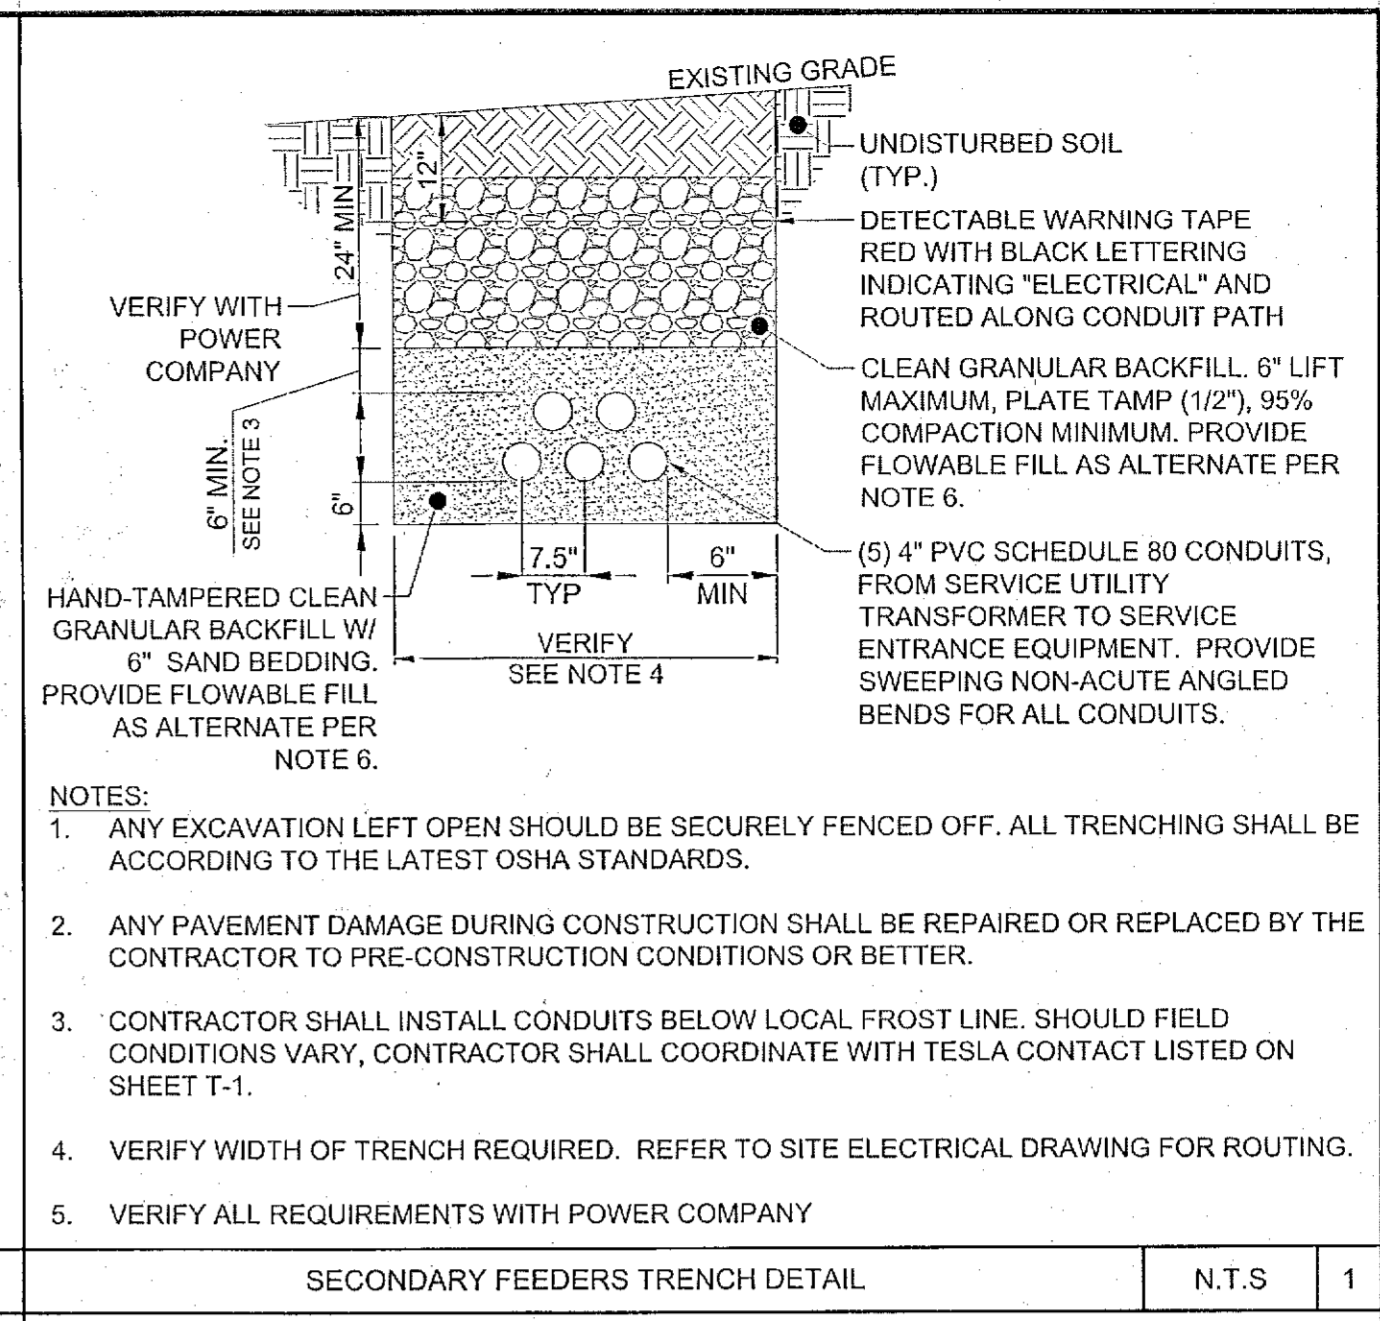 EXISTING GRADE
UNDISTURBED SOIL
(TYP.)
DETECTABLE WARNING TAPE
RED WITH BLACK LETTERING
INDICATING "ELECTRICAL" AND
ROUTED ALONG CONDUIT PATH
CLEAN GRANULAR BACKFILL. 6" LIFT
MAXIMUM, PLATE TAMP (1/2"), 95%
COMPACTION MINIMUM. PROVIDE
FLOWABLE FILL AS ALTERNATE PER
NOTE 6.
(5) 4" PVC SCHEDULE 80 CONDUITS,
FROM SERVICE UTILITY
TRANSFORMER TO SERVICE
ENTRANCE EQUIPMENT. PROVIDE
SWEEPING NON-ACUTE ANGLED
BENDS FOR ALL CONDUITS.
12"
24" MIN
VERIFY WITH
POWER
COMPANY
6" MIN.
SEE NOTE 3
6"
7.5"
TYP
6"
MIN
VERIFY
SEE NOTE 4
HAND-TAMPERED CLEAN
GRANULAR BACKFILL W/
6" SAND BEDDING.
PROVIDE FLOWABLE FILL
AS ALTERNATE PER
NOTE 6.
NOTES:
1. ANY EXCAVATION LEFT OPEN SHOULD BE SECURELY FENCED OFF. ALL TRENCHING SHALL BE
ACCORDING TO THE LATEST OSHA STANDARDS.
2. ANY PAVEMENT DAMAGE DURING CONSTRUCTION SHALL BE REPAIRED OR REPLACED BY THE
CONTRACTOR TO PRE-CONSTRUCTION CONDITIONS OR BETTER.
3. CONTRACTOR SHALL INSTALL CONDUITS BELOW LOCAL FROST LINE. SHOULD FIELD
CONDITIONS VARY, CONTRACTOR SHALL COORDINATE WITH TESLA CONTACT LISTED ON
SHEET T-1.
4. VERIFY WIDTH OF TRENCH REQUIRED. REFER TO SITE ELECTRICAL DRAWING FOR ROUTING.
5. VERIFY ALL REQUIREMENTS WITH POWER COMPANY
SECONDARY FEEDERS TRENCH DETAIL
N.T.S
1